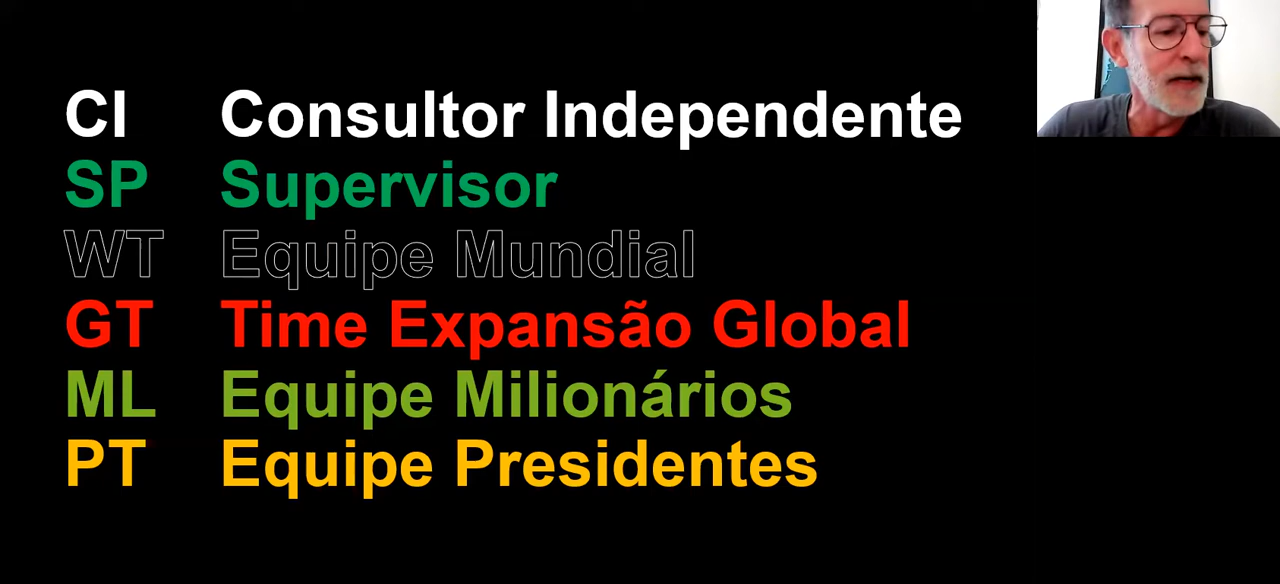 CI Consultor Independente
SP Supervisor
WT Equipe Mundial
GT Time Expansão Global
ML Equipe Milionários
PT Equipe Presidentes